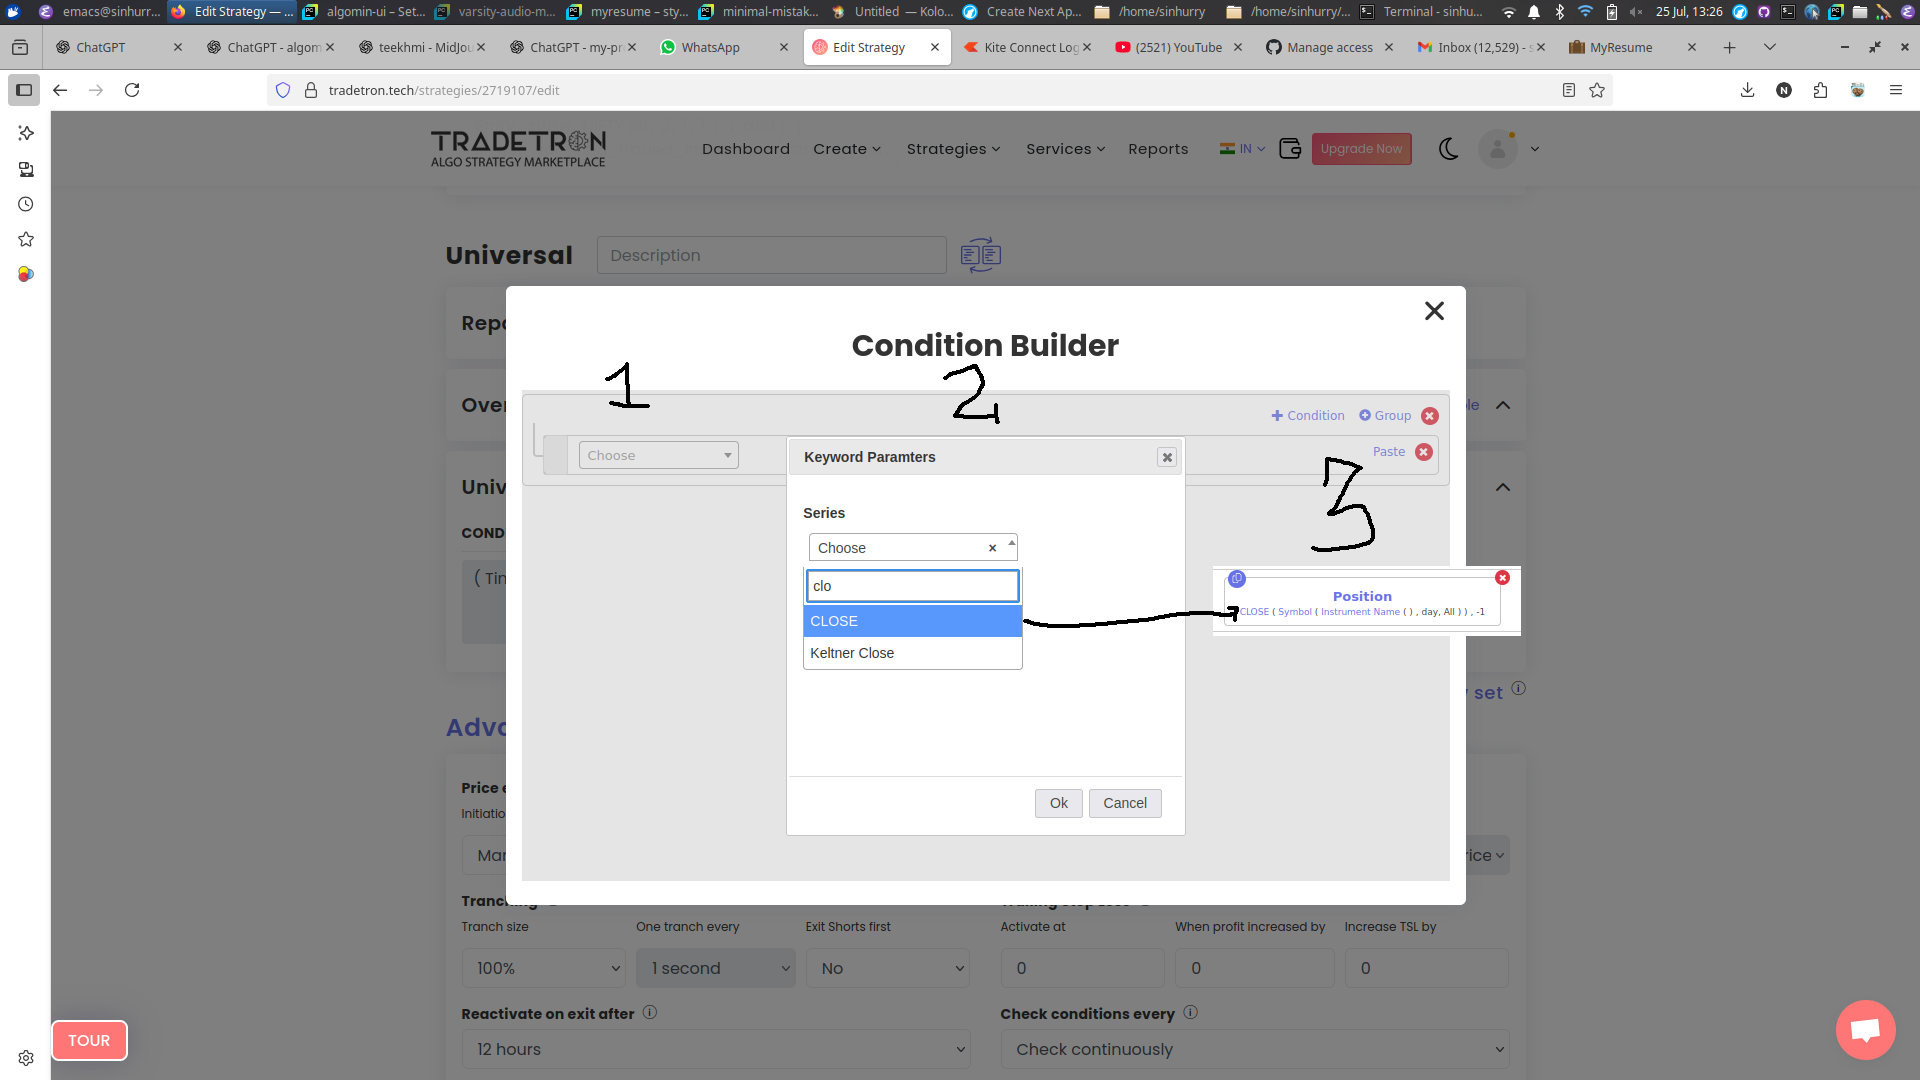 emacs@sinhurr...
Edit Strategy — ...
algomin-ui – Set...
varsity-audio-m...
myresume – sty...
minimal-mistak...
Untitled — Kolo...
Create Next Ap...
/home/sinhurry
/home/sinhurry/...
Terminal - sinhu...
25 Jul, 13:26
ChatGPT
ChatGPT - algom
teekhmi - MidJou
ChatGPT - my-pr
WhatsApp
Edit Strategy
Kite Connect Log
(2521) YouTube
Manage access
Inbox (12,529) - s
MyResume
tradetron.tech/strategies/2719107/edit
TRADETRON
ALGO STRATEGY MARKETPLACE
Dashboard
Create
Strategies
Services
Reports
IN
Upgrade Now
Universal
Description
Repa
Condition Builder
1
2
Over
Condition
Group
Choose
Paste
Keyword Paramters
3
Univ
Series
COND
Choose
( Tin
clo
CLOSE
Keltner Close
Position
CLOSE ( Symbol ( Instrument Name ( ) , day, All ) ) , -1
set
Adva
Price e
Initiatio
Ok
Cancel
Mar
rice
Tranch size
One tranch every
Exit Shorts first
Activate at
When profit increased by
Increase TSL by
100%
1 second
No
0
0
0
Reactivate on exit after
Check conditions every
12 hours
Check continuously
TOUR